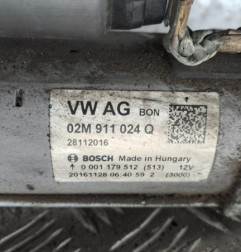 VW AG BON
02M 911 024 Q
28112016
BOSCH Made in Hungary
0 001 179 512 (513) 12V
20161128 06:40 59 2 (3000)